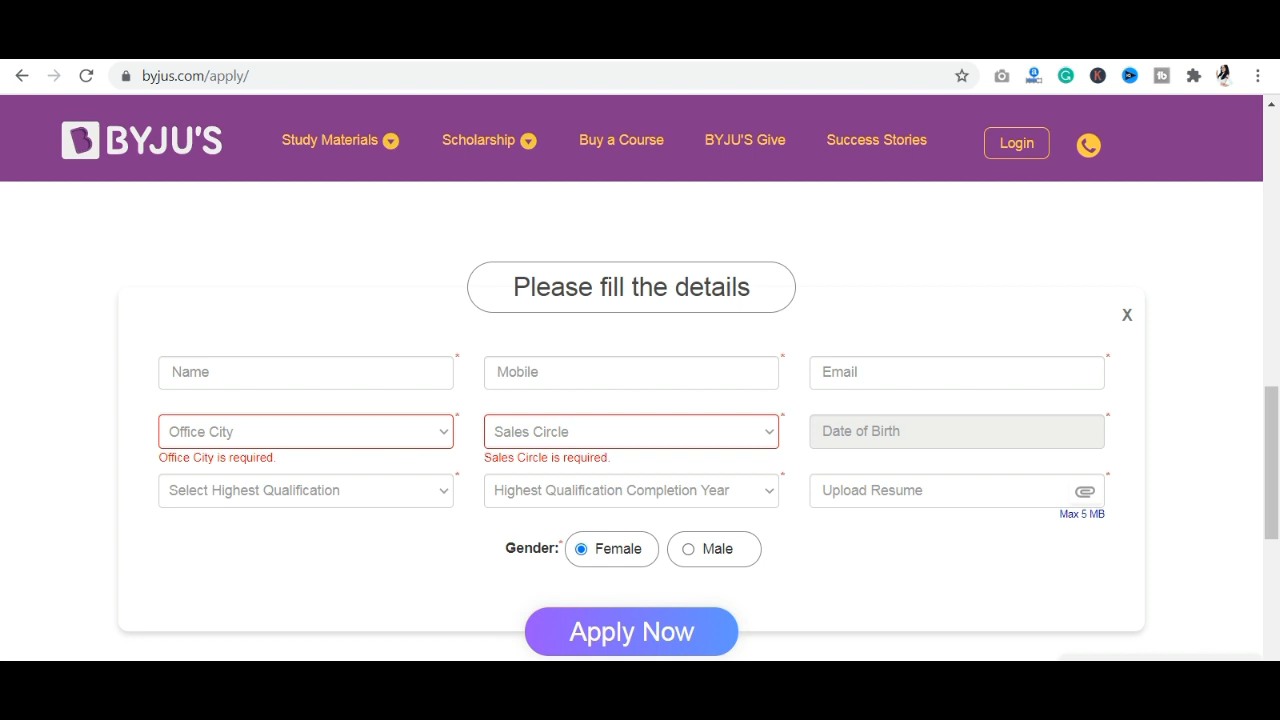 byjus.com/apply/
BYJU'S
Study Materials
Scholarship
Buy a Course
BYJU'S Give
Success Stories
Login
Please fill the details
X
Name *
Mobile *
Email *
Office City *
Sales Circle *
Date of Birth *
Office City is required.
Sales Circle is required.
Select Highest Qualification *
Highest Qualification Completion Year *
Upload Resume *
Max 5 MB
Gender:* Female Male
Apply Now